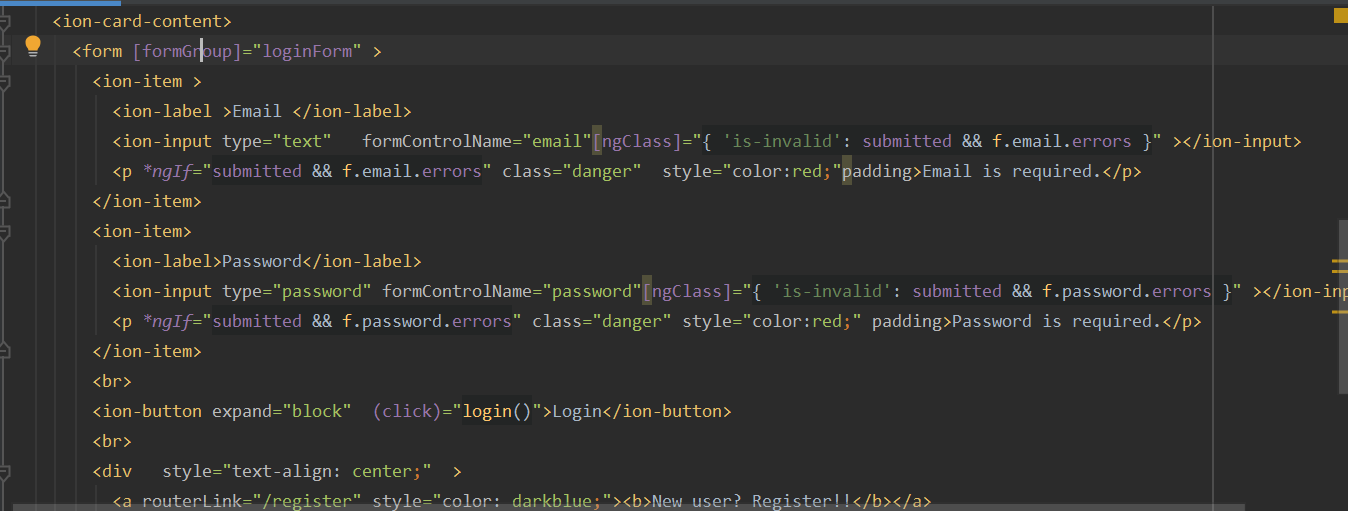 <ion-card-content>
<form [formGroup]="loginForm" >
<ion-item >
<ion-label >Email </ion-label>
<ion-input type="text"   formControlName="email"[ngClass]="{ 'is-invalid': submitted && f.email.errors }" ></ion-input>
<p *ngIf="submitted && f.email.errors" class="danger"  style="color:red;"padding>Email is required.</p>
</ion-item>
<ion-item>
<ion-label>Password</ion-label>
<ion-input type="password" formControlName="password"[ngClass]="{ 'is-invalid': submitted && f.password.errors }" ></ion-inp
<p *ngIf="submitted && f.password.errors" class="danger" style="color:red;" padding>Password is required.</p>
</ion-item>
<br>
<ion-button expand="block"  (click)="login()">Login</ion-button>
<br>
<div   style="text-align: center;"  >
<a routerLink="/register" style="color: darkblue;"><b>New user? Register!!</b></a>